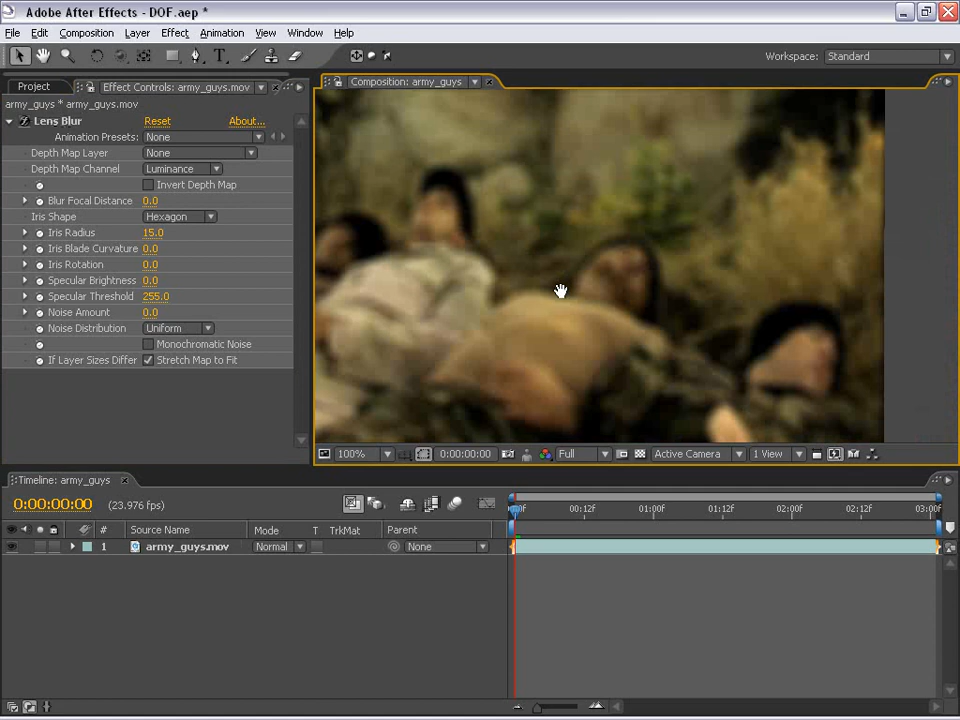 Adobe After Effects - DOF.aep *
File Edit Composition Layer Effect Animation View Window Help
Workspace: Standard
Project Effect Controls: army_guys.mov
Composition: army_guys
army_guys * army_guys.mov
Lens Blur Reset About...
Animation Presets: None
Depth Map Layer None
Depth Map Channel Luminance
Invert Depth Map
Blur Focal Distance 0.0
Iris Shape Hexagon
Iris Radius 15.0
Iris Blade Curvature 0.0
Iris Rotation 0.0
Specular Brightness 0.0
Specular Threshold 255.0
Noise Amount 0.0
Noise Distribution Uniform
Monochromatic Noise
If Layer Sizes Differ Stretch Map to Fit
100% 0:00:00:00 Full Active Camera 1 View
Timeline: army_guys
0:00:00:00 (23.976 fps)
00:12F 01:00F 01:12F 02:00F 02:12F 03:00F
# Source Name Mode T TrkMat Parent
1 army_guys.mov Normal None